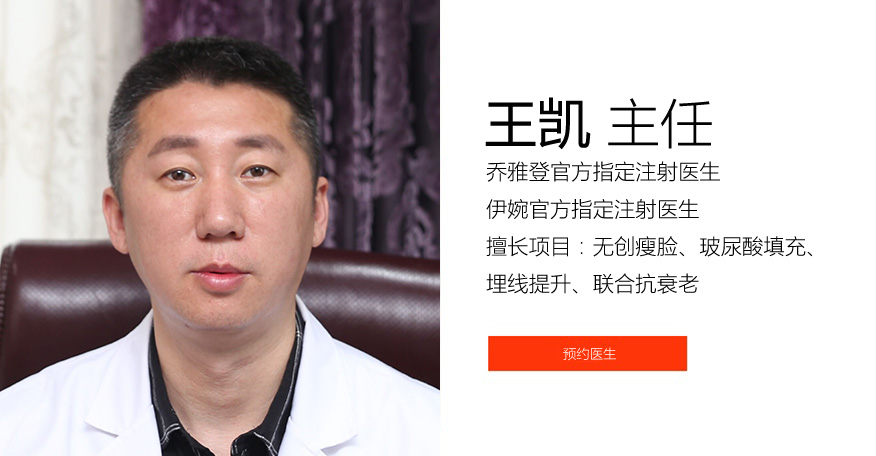 王凯 主任
乔雅登官方指定注射医生
伊婉官方指定注射医生
擅长项目：无创瘦脸、玻尿酸填充、
埋线提升、联合抗衰老
预约医生